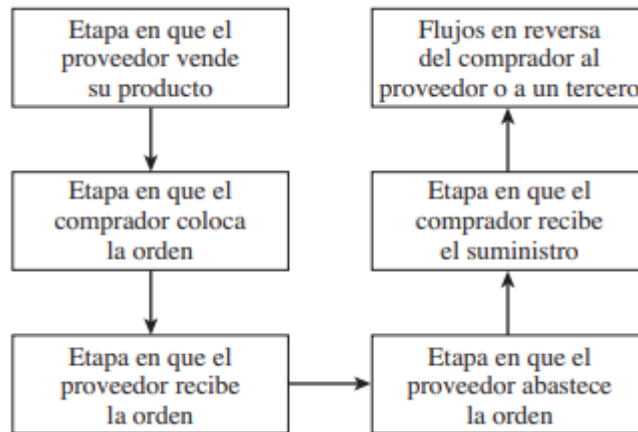 Etapa en que el
proveedor vende
su producto
Etapa en que el
comprador coloca
la orden
Etapa en que el
proveedor recibe
la orden
Etapa en que el
proveedor abastece
la orden
Etapa en que el
comprador recibe
el suministro
Flujos en reversa
del comprador al
proveedor o a un tercero